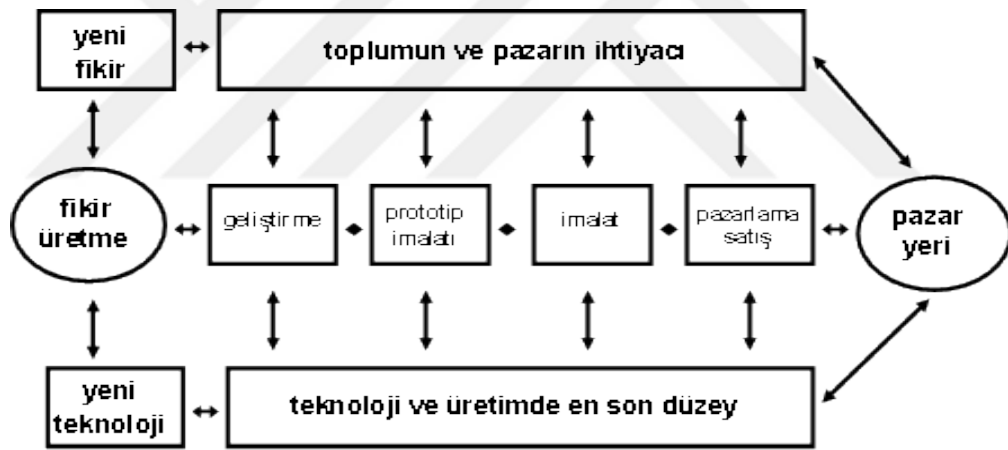 yeni
fikir
toplumun ve pazarın ihtiyacı
fikir
üretme
geliştirme
prototip
imalatı
imalat
pazarlama
satış
pazar
yeri
yeni
teknoloji
teknoloji ve üretimde en son düzey